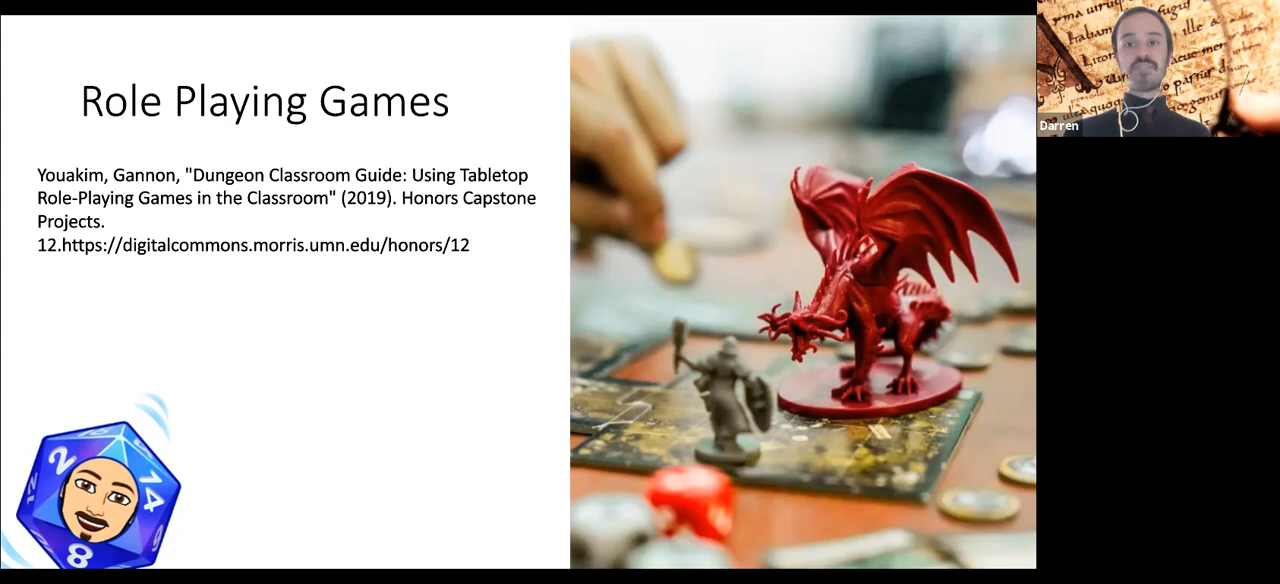 Role Playing Games
Youakim, Gannon, "Dungeon Classroom Guide: Using Tabletop
Role-Playing Games in the Classroom" (2019). Honors Capstone
Projects.
12.https://digitalcommons.morris.umn.edu/honors/12
2
14
12
8
Darren